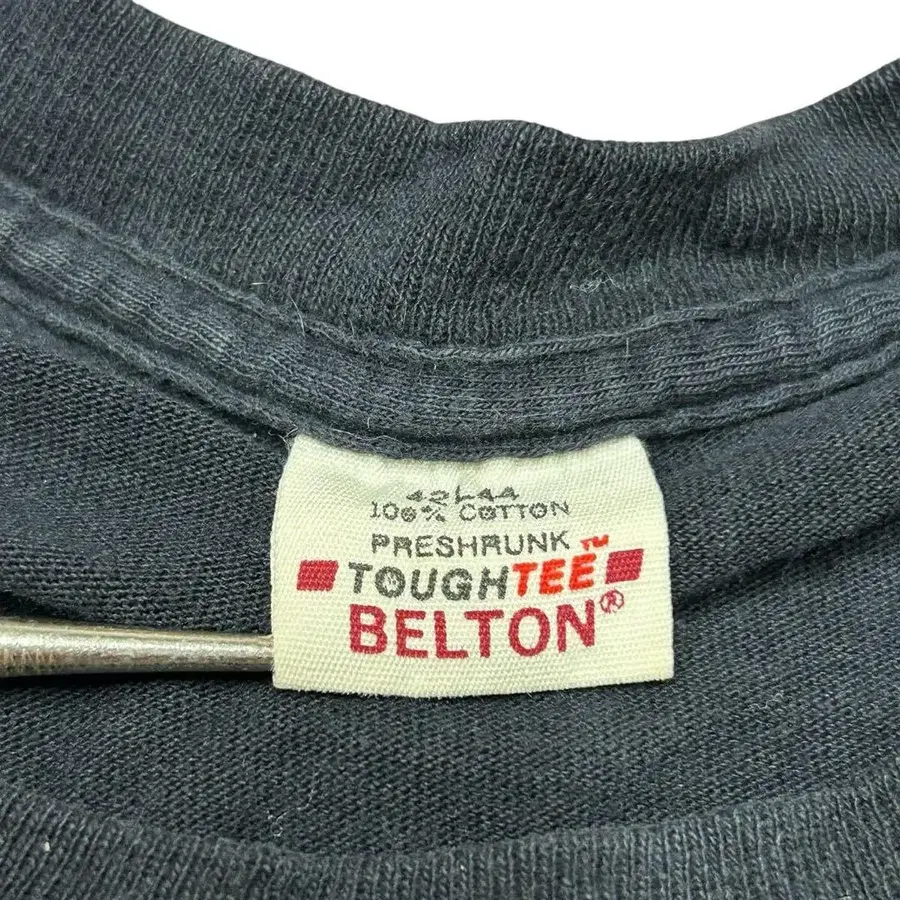 42L44
100% COTTON
PRESHRUNK
TOUGHTEE™
BELTON®